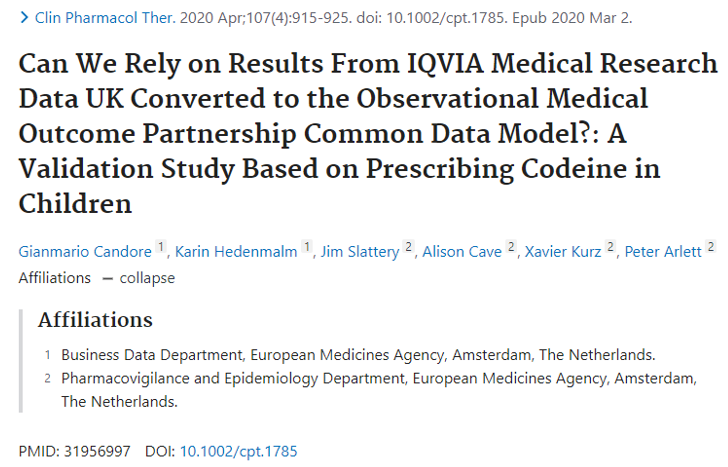 Clin Pharmacol Ther. 2020 Apr;107(4):915-925. doi: 10.1002/cpt.1785. Epub 2020 Mar 2.
Can We Rely on Results From IQVIA Medical Research
Data UK Converted to the Observational Medical
Outcome Partnership Common Data Model?: A
Validation Study Based on Prescribing Codeine in
Children
Gianmario Candore 1, Karin Hedenmalm 1, Jim Slattery 2, Alison Cave 2, Xavier Kurz 2, Peter Arlett 2
Affiliations — collapse
Affiliations
1 Business Data Department, European Medicines Agency, Amsterdam, The Netherlands.
2 Pharmacovigilance and Epidemiology Department, European Medicines Agency, Amsterdam,
The Netherlands.
PMID: 31956997 DOI: 10.1002/cpt.1785